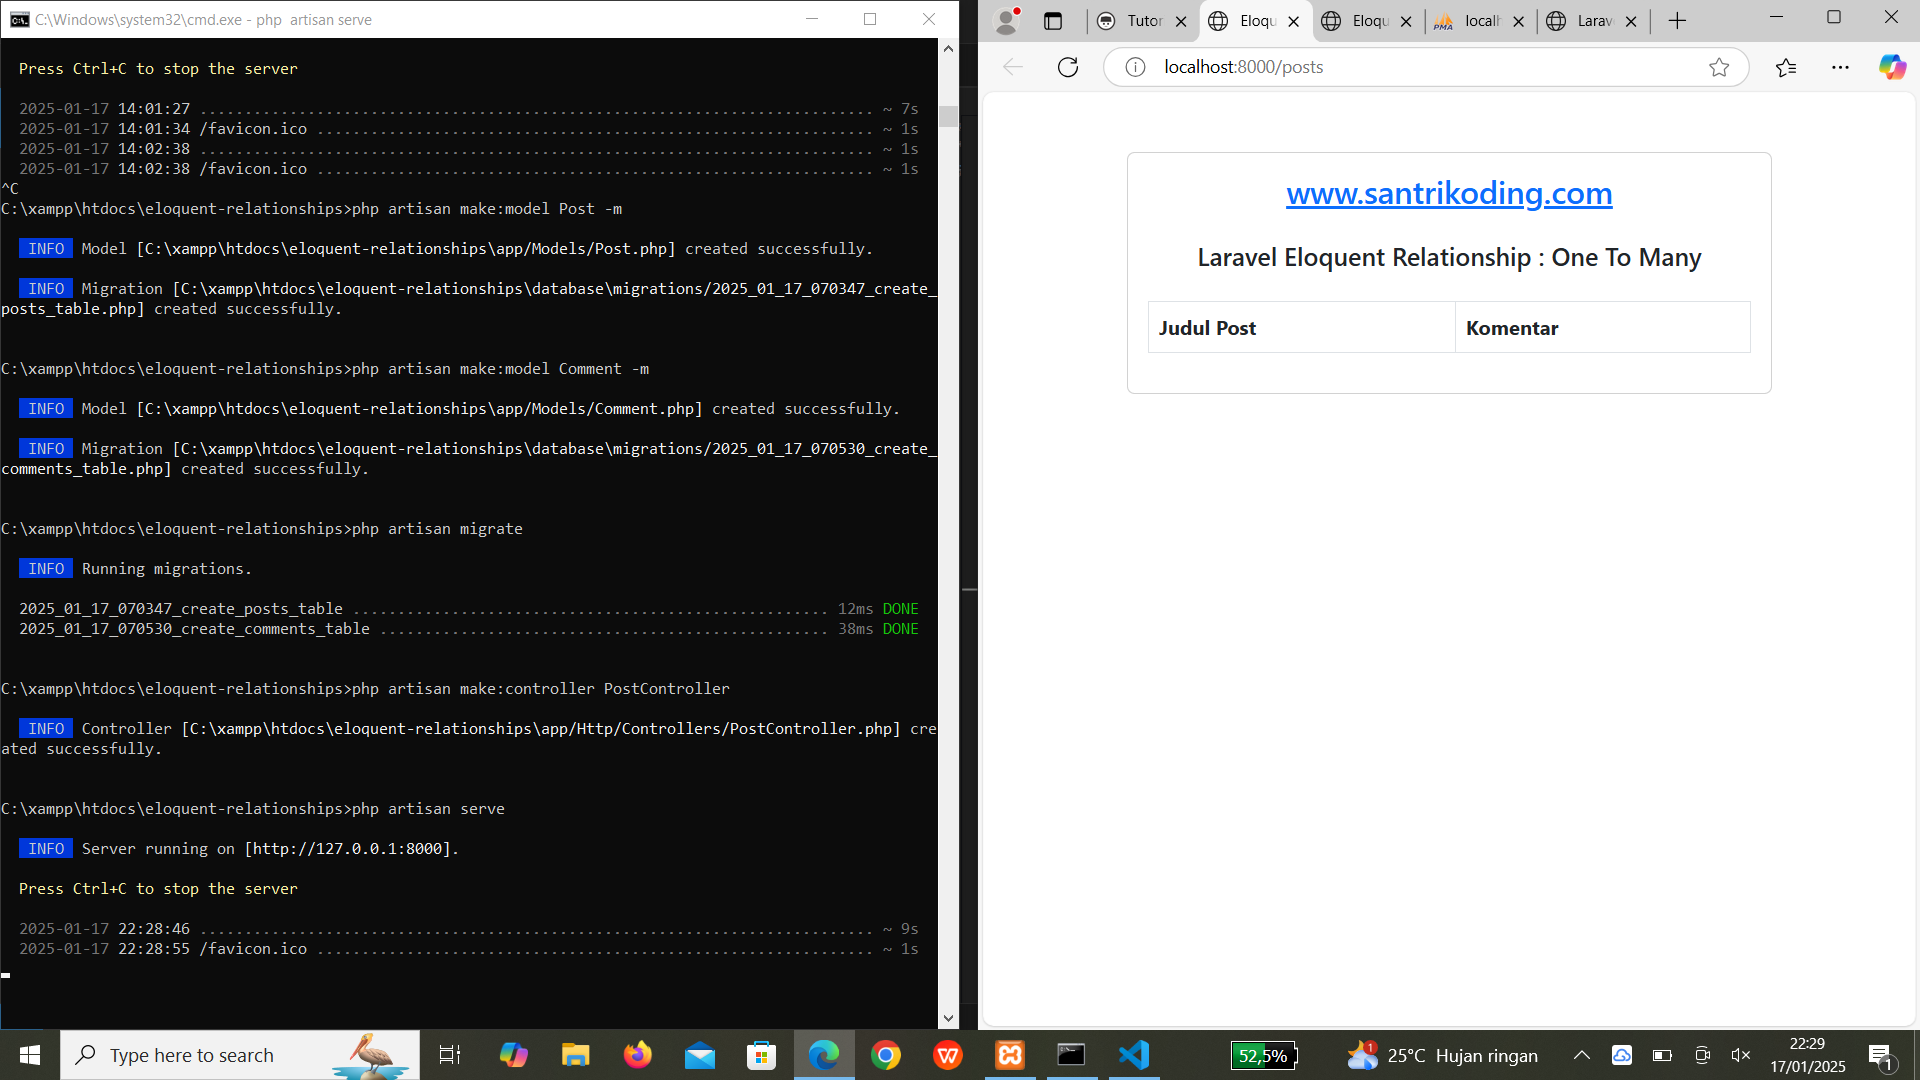 C:\Windows\system32\cmd.exe - php  artisan serve
Press Ctrl+C to stop the server
2025-01-17 14:01:27 ........................................................................... ~ 7s
2025-01-17 14:01:34 /favicon.ico .............................................................. ~ 1s
2025-01-17 14:02:38 ........................................................................... ~ 1s
2025-01-17 14:02:38 /favicon.ico .............................................................. ~ 1s
^C
C:\xampp\htdocs\eloquent-relationships>php artisan make:model Post -m
INFO  Model [C:\xampp\htdocs\eloquent-relationships\app/Models/Post.php] created successfully.
INFO  Migration [C:\xampp\htdocs\eloquent-relationships\database\migrations/2025_01_17_070347_create_
posts_table.php] created successfully.
C:\xampp\htdocs\eloquent-relationships>php artisan make:model Comment -m
INFO  Model [C:\xampp\htdocs\eloquent-relationships\app/Models/Comment.php] created successfully.
INFO  Migration [C:\xampp\htdocs\eloquent-relationships\database\migrations/2025_01_17_070530_create_
comments_table.php] created successfully.
C:\xampp\htdocs\eloquent-relationships>php artisan migrate
INFO  Running migrations.
2025_01_17_070347_create_posts_table ..................................................... 12ms DONE
2025_01_17_070530_create_comments_table .................................................. 38ms DONE
C:\xampp\htdocs\eloquent-relationships>php artisan make:controller PostController
INFO  Controller [C:\xampp\htdocs\eloquent-relationships\app/Http/Controllers/PostController.php] cre
ated successfully.
C:\xampp\htdocs\eloquent-relationships>php artisan serve
INFO  Server running on [http://127.0.0.1:8000].
Press Ctrl+C to stop the server
2025-01-17 22:28:46 ........................................................................... ~ 9s
2025-01-17 22:28:55 /favicon.ico .............................................................. ~ 1s
Tutor Eloqu Eloqu PMA localh Larav
localhost:8000/posts
www.santrikoding.com
Laravel Eloquent Relationship : One To Many
Judul Post Komentar
Type here to search
52,5%
1
25°C Hujan ringan
22:29
17/01/2025
1